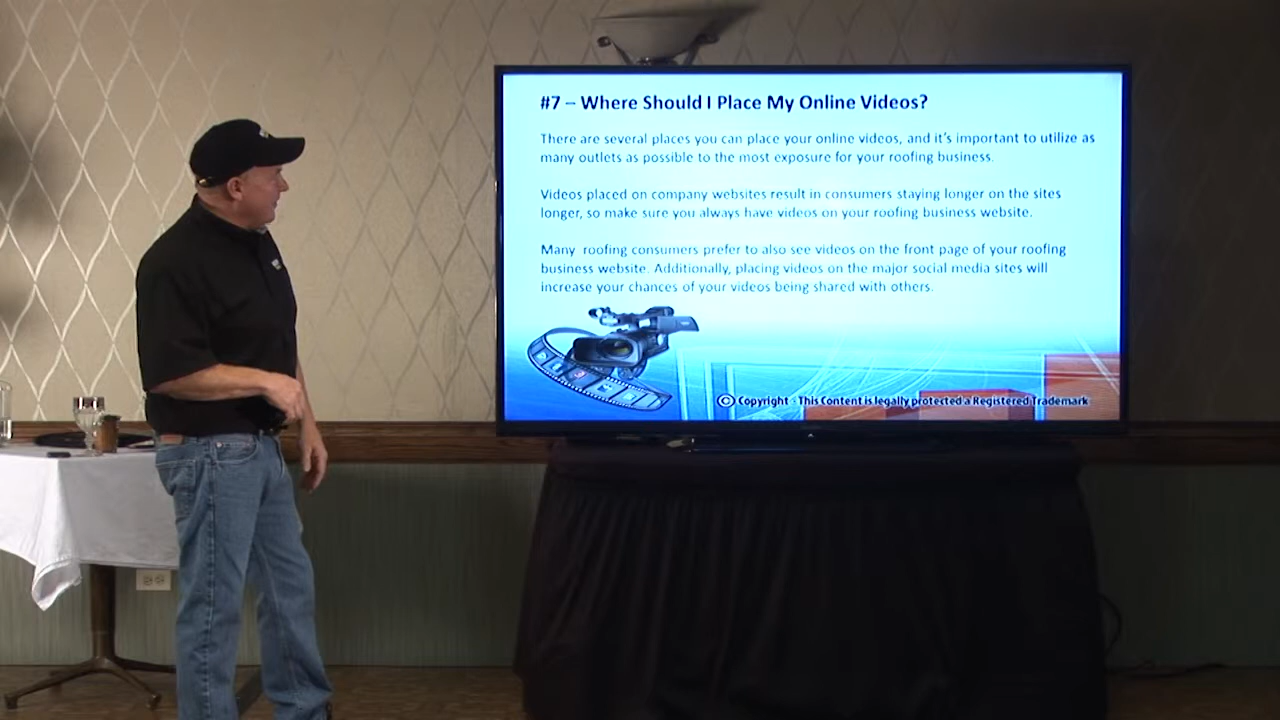 #7 – Where Should I Place My Online Videos?
There are several places you can place your online videos, and it's important to utilize as
many outlets as possible to the most exposure for your roofing business.
Videos placed on company websites result in consumers staying longer on the sites
longer, so make sure you always have videos on your roofing business website.
Many roofing consumers prefer to also see videos on the front page of your roofing
business website. Additionally, placing videos on the major social media sites will
increase your chances of your videos being shared with others.
© Copyright - This Content is legally protected a Registered Trademark